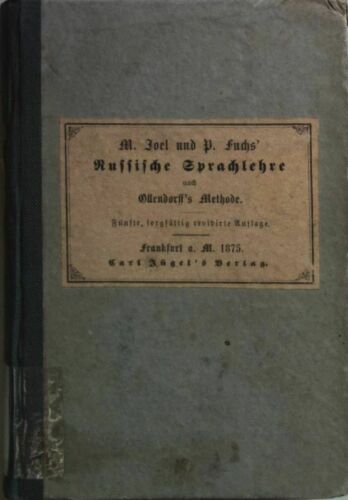 M. Joel und P. Fuchs'
Russische Sprachlehre
nach
Ollendorff's Methode.
Fünfte, sorgfältig revidirte Auflage.
Frankfurt a. M. 1875.
Carl Jügel's Verlag.